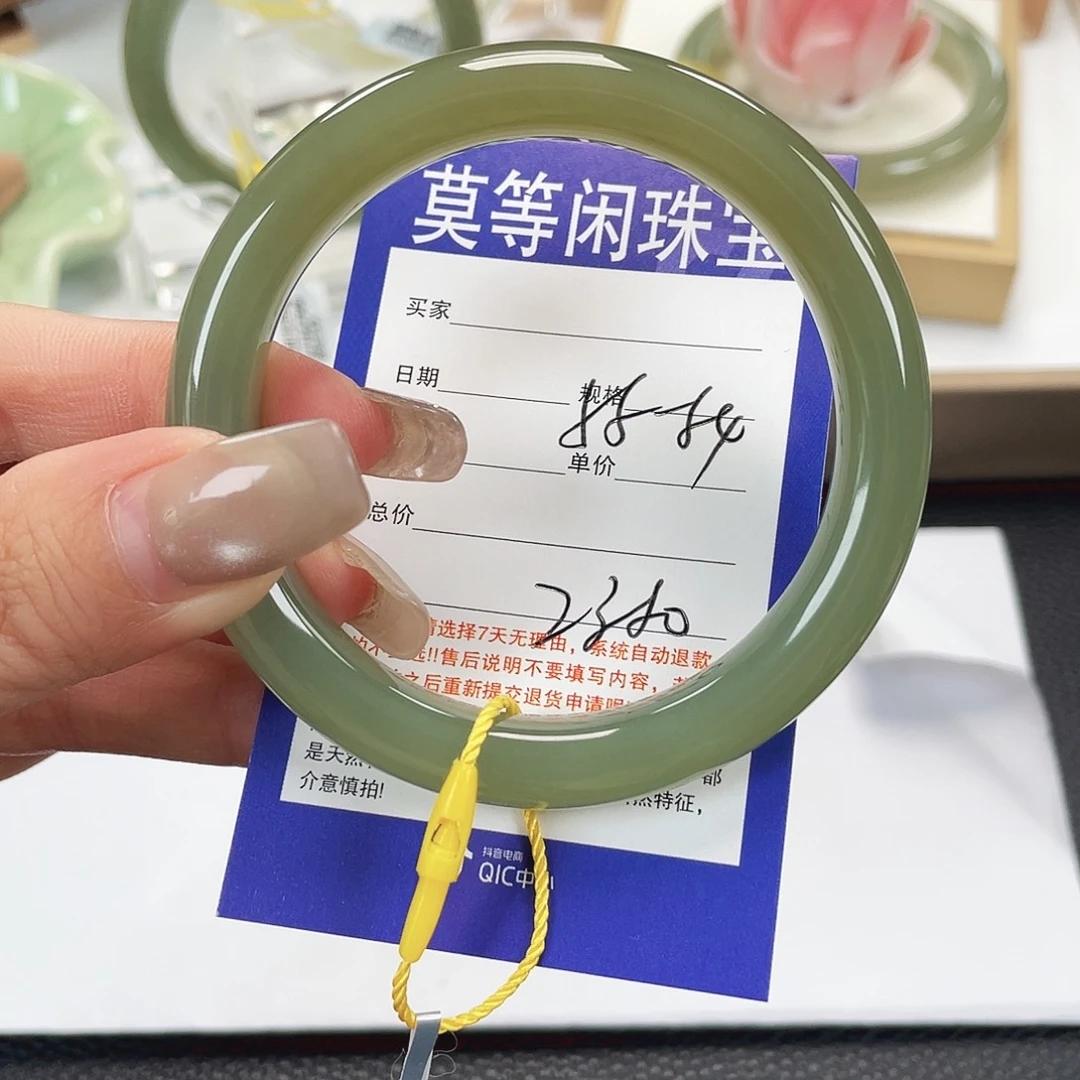 莫等闲珠宝
买家
日期 规格
单价
总价
2380
请选择7天无理由，系统自动退款
售后说明不要填写内容，
之后重新提交退货申请呢
是天然 都
介意慎拍! 然特征，
抖音电商
QIC中